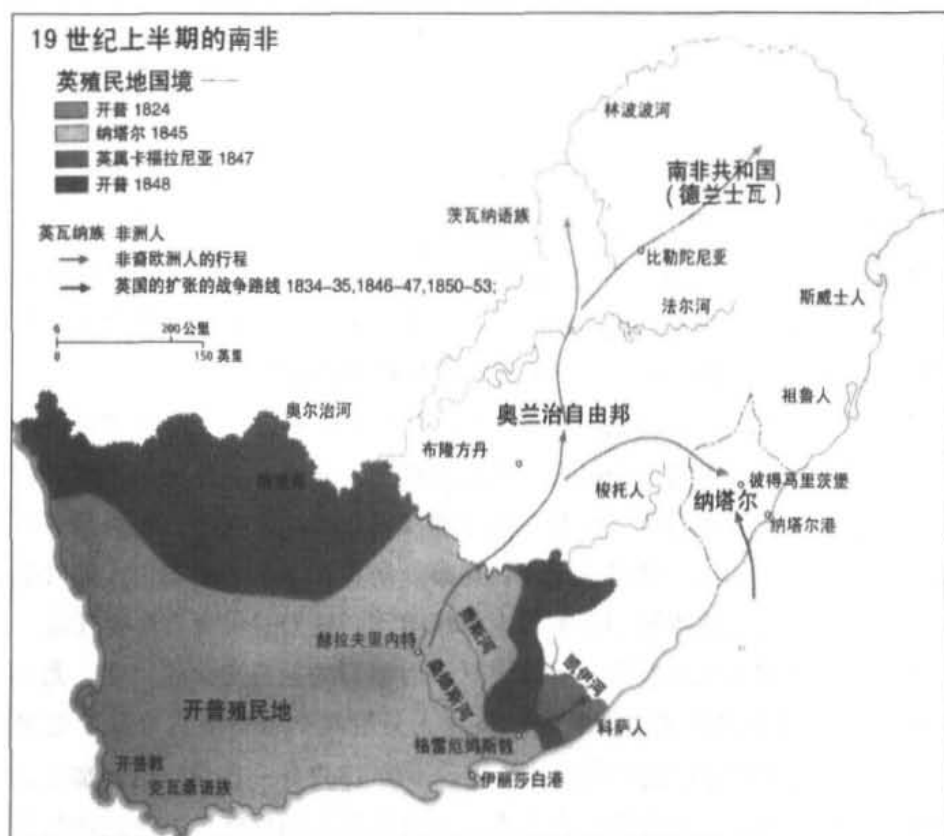 19世纪上半期的南非
英殖民地国境
开普 1824
纳塔尔 1845
英属卡福拉尼亚 1847
开普 1848
英瓦纳族 非洲人
非裔欧洲人的行程
英国的扩张的战争路线 1834-35,1846-47,1850-53;
0 200 公里
0 150 英里
林波波河
南非共和国
(德兰士瓦)
茨瓦纳语族
比勒陀尼亚
法尔河
斯威士人
祖鲁人
奥尔治河
奥兰治自由邦
布隆方丹
彼得马里茨堡
梭托人
纳塔尔
纳塔尔港
赫拉夫里内特
凯伊河
开普殖民地
格雷厄姆斯敦
科萨人
伊丽莎白港
开普敦
克瓦桑语族